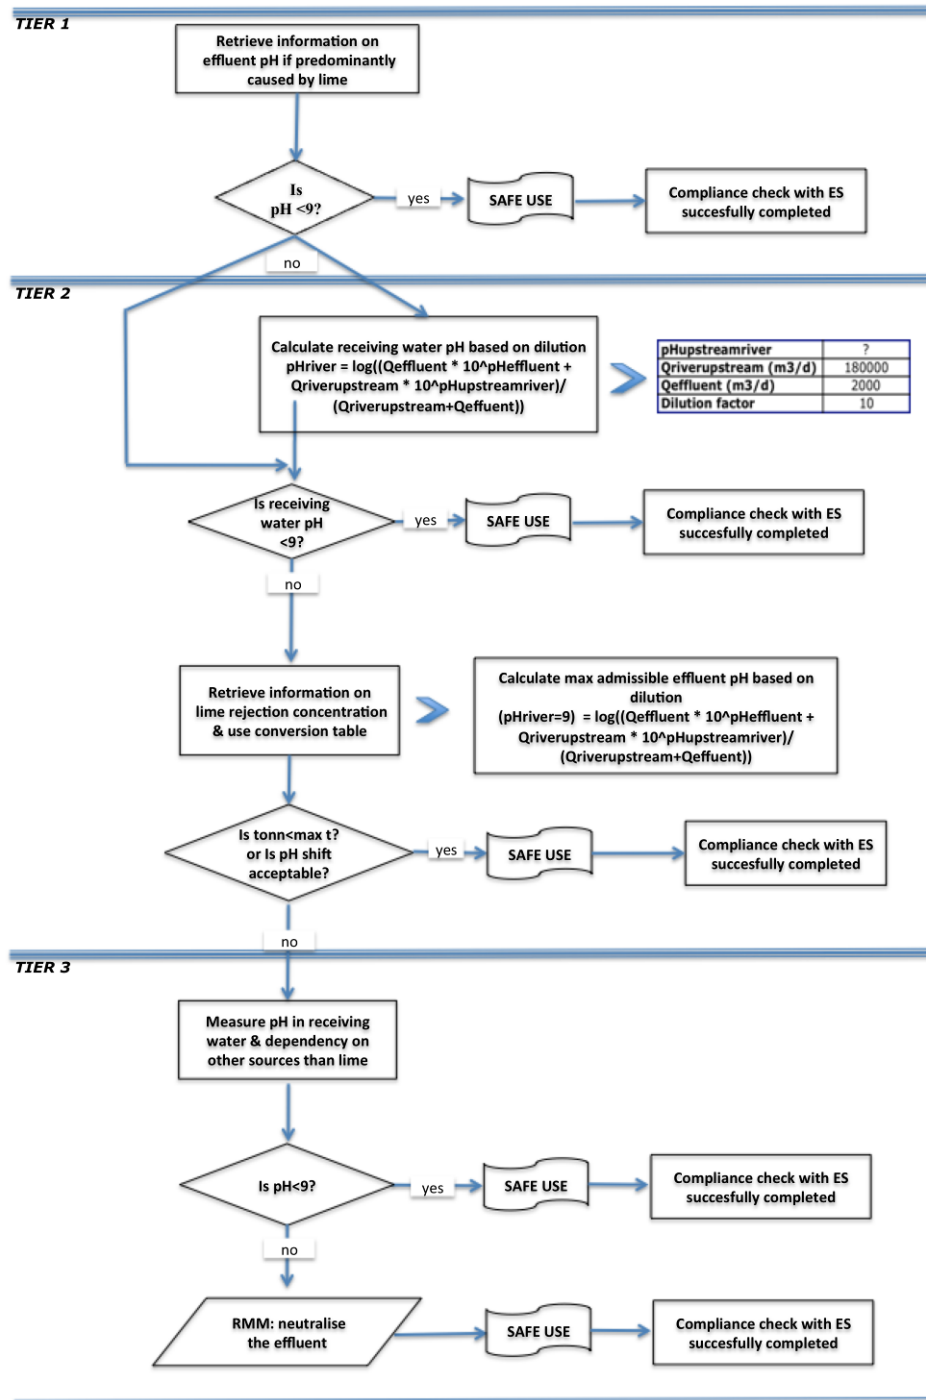 TIER 1
Retrieve information on
effluent pH if predominantly
caused by lime
Is
pH <9?
yes
SAFE USE
Compliance check with ES
succesfully completed
no
TIER 2
Calculate receiving water pH based on dilution
pHriver = log((Qeffluent * 10^pHeffluent +
Qriverupstream * 10^pHupstreamriver)/
(Qriverupstream+Qeffuent))
pHupstreamriver ?
Qriverupstream (m3/d) 180000
Qeffluent (m3/d) 2000
Dilution factor 10
Is receiving
water pH
<9?
yes
SAFE USE
Compliance check with ES
succesfully completed
no
Retrieve information on
lime rejection concentration
& use conversion table
Calculate max admissible effluent pH based on
dilution
(pHriver=9) = log((Qeffluent * 10^pHeffluent +
Qriverupstream * 10^pHupstreamriver)/
(Qriverupstream+Qeffuent))
Is tonn<max t?
or Is pH shift
acceptable?
yes
SAFE USE
Compliance check with ES
succesfully completed
no
TIER 3
Measure pH in receiving
water & dependency on
other sources than lime
Is pH<9?
yes
SAFE USE
Compliance check with ES
succesfully completed
no
RMM: neutralise
the effluent
SAFE USE
Compliance check with ES
succesfully completed